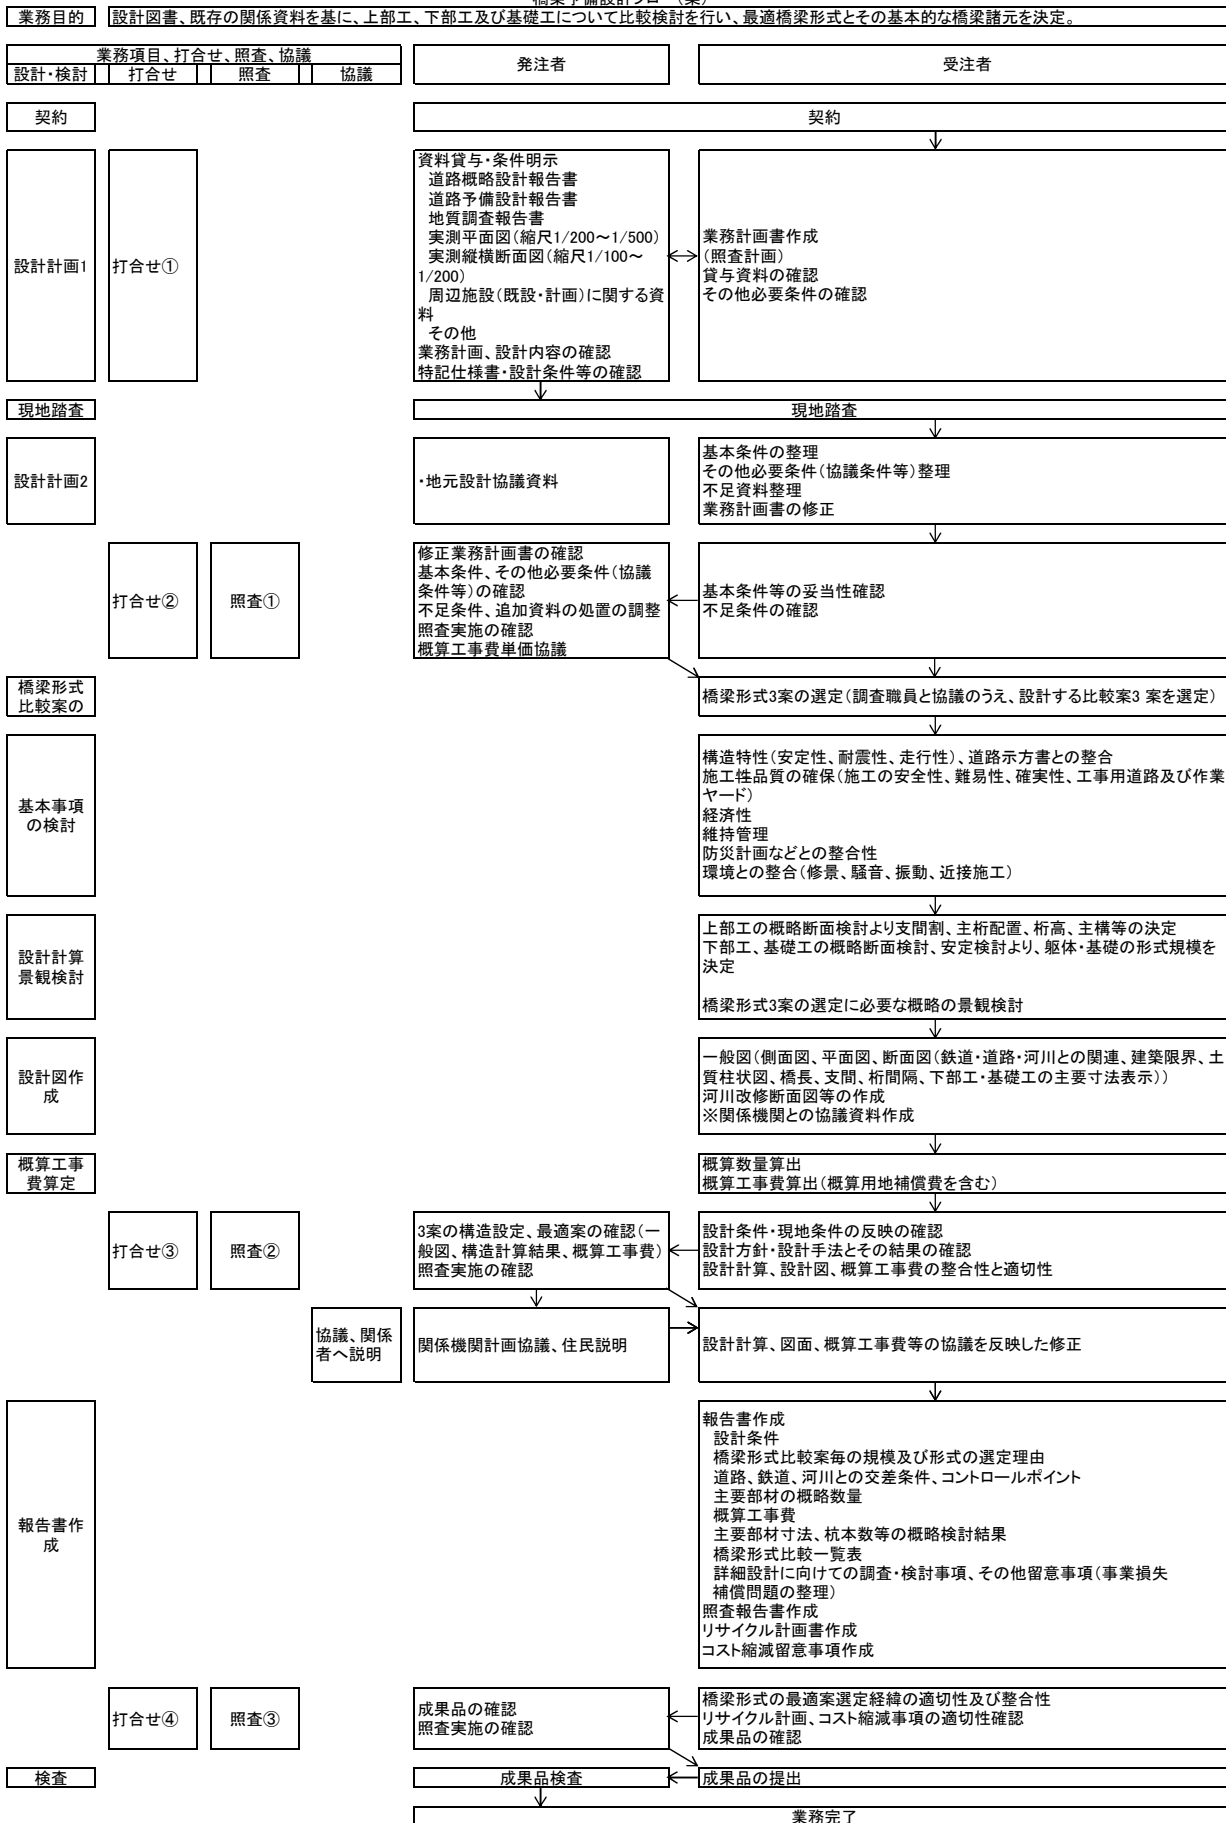 橋梁予備設計フロー(案)
業務目的
設計図書、既存の関係資料を基に、上部工、下部工及び基礎工について比較検討を行い、最適橋梁形式とその基本的な橋梁諸元を決定。
業務項目、打合せ、照査、協議
設計・検討 打合せ 照査 協議
発注者
受注者
契約
契約
設計計画1
打合せ①
資料貸与・条件明示
道路概略設計報告書
道路予備設計報告書
地質調査報告書
実測平面図(縮尺1/200~1/500)
実測縦横断面図(縮尺1/100~
1/200)
周辺施設(既設・計画)に関する資
料
その他
業務計画、設計内容の確認
特記仕様書・設計条件等の確認
業務計画書作成
(照査計画)
貸与資料の確認
その他必要条件の確認
現地踏査
現地踏査
設計計画2
・地元設計協議資料
基本条件の整理
その他必要条件(協議条件等)整理
不足資料整理
業務計画書の修正
打合せ②
照査①
修正業務計画書の確認
基本条件、その他必要条件(協議
条件等)の確認
不足条件、追加資料の処置の調整
照査実施の確認
概算工事費単価協議
基本条件等の妥当性確認
不足条件の確認
橋梁形式
比較案の
橋梁形式3案の選定(調査職員と協議のうえ、設計する比較案3 案を選定)
基本事項
の検討
構造特性(安定性、耐震性、走行性)、道路示方書との整合
施工性品質の確保(施工の安全性、難易性、確実性、工事用道路及び作業
ヤード)
経済性
維持管理
防災計画などとの整合性
環境との整合(修景、騒音、振動、近接施工)
設計計算
景観検討
上部工の概略断面検討より支間割、主桁配置、桁高、主構等の決定
下部工、基礎工の概略断面検討、安定検討より、躯体・基礎の形式規模を
決定
橋梁形式3案の選定に必要な概略の景観検討
設計図作
成
一般図(側面図、平面図、断面図(鉄道・道路・河川との関連、建築限界、土
質柱状図、橋長、支間、桁間隔、下部工・基礎工の主要寸法表示))
河川改修断面図等の作成
※関係機関との協議資料作成
概算工事
費算定
概算数量算出
概算工事費算出(概算用地補償費を含む)
打合せ③
照査②
3案の構造設定、最適案の確認(一
般図、構造計算結果、概算工事費)
照査実施の確認
設計条件・現地条件の反映の確認
設計方針・設計手法とその結果の確認
設計計算、設計図、概算工事費の整合性と適切性
協議、関係
者へ説明
関係機関計画協議、住民説明
設計計算、図面、概算工事費等の協議を反映した修正
報告書作
成
報告書作成
設計条件
橋梁形式比較案毎の規模及び形式の選定理由
道路、鉄道、河川との交差条件、コントロールポイント
主要部材の概略数量
概算工事費
主要部材寸法、杭本数等の概略検討結果
橋梁形式比較一覧表
詳細設計に向けての調査・検討事項、その他留意事項(事業損失
補償問題の整理)
照査報告書作成
リサイクル計画書作成
コスト縮減留意事項作成
打合せ④
照査③
成果品の確認
照査実施の確認
橋梁形式の最適案選定経緯の適切性及び整合性
リサイクル計画、コスト縮減事項の適切性確認
成果品の確認
検査
成果品検査
成果品の提出
業務完了